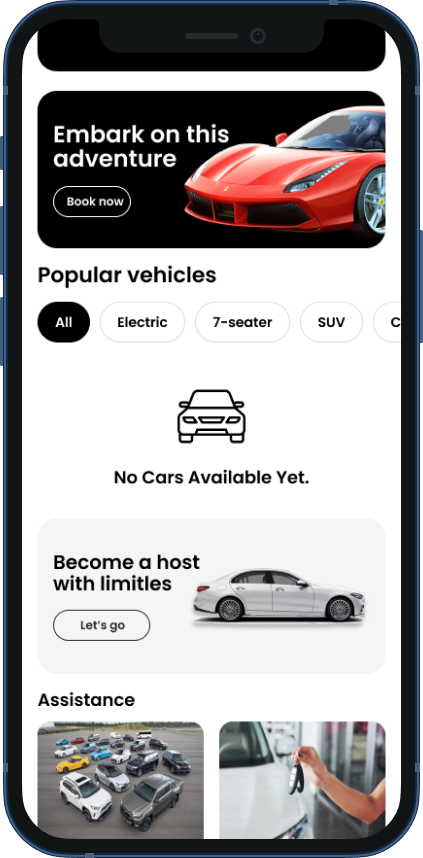 Embark on this
adventure
Book now
Popular vehicles
All
Electric
7-seater
SUV
No Cars Available Yet.
Become a host
with limitles
Let's go
Assistance